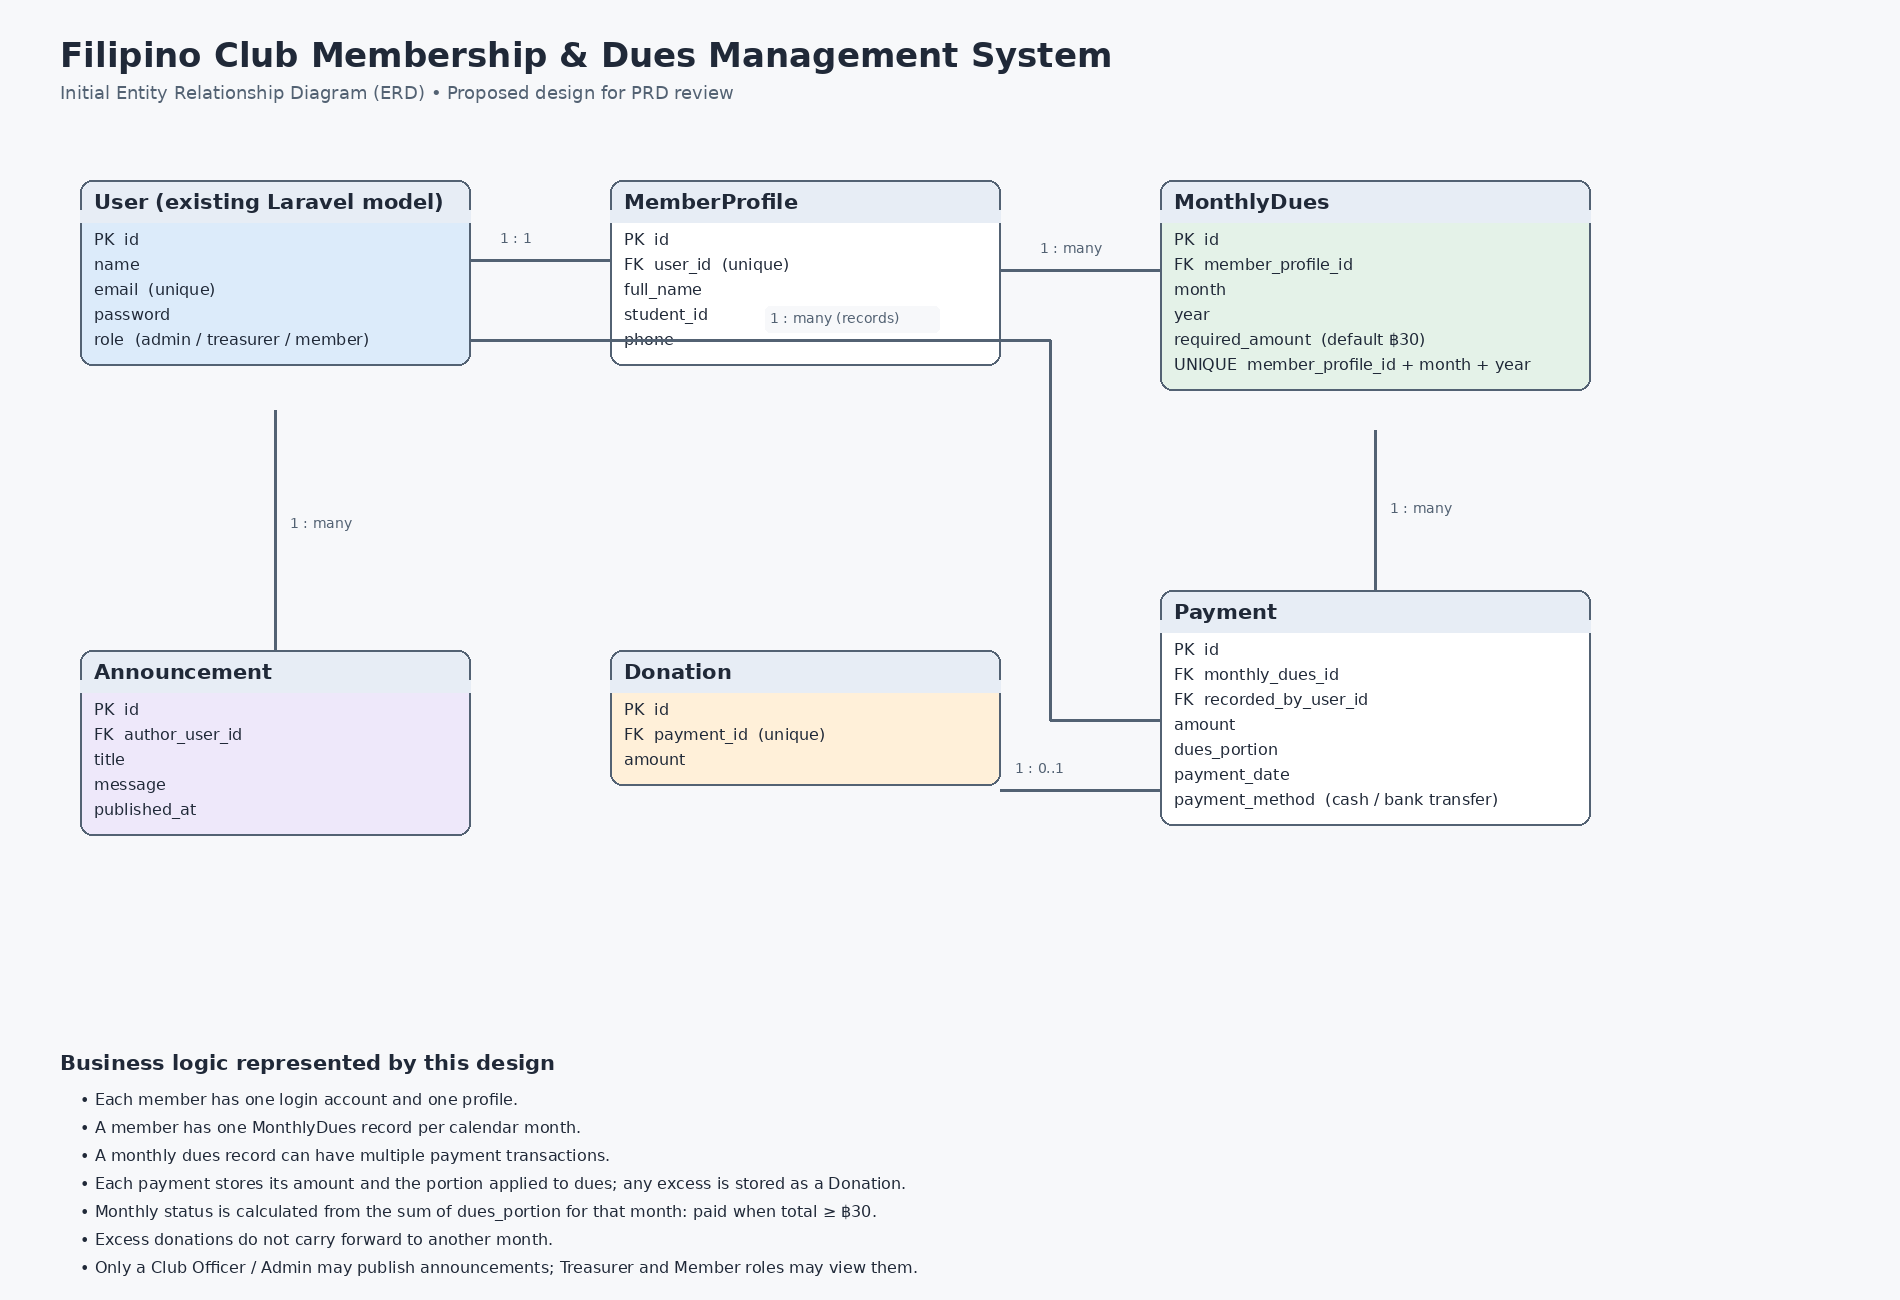 Filipino Club Membership & Dues Management System
Initial Entity Relationship Diagram (ERD) • Proposed design for PRD review
User (existing Laravel model)
PK id
name
email (unique)
password
role (admin / treasurer / member)
1 : 1
MemberProfile
PK id
FK user_id (unique)
full_name
student_id
phone
1 : many (records)
1 : many
MonthlyDues
PK id
FK member_profile_id
month
year
required_amount (default ฿30)
UNIQUE member_profile_id + month + year
1 : many
1 : many
Announcement
PK id
FK author_user_id
title
message
published_at
Donation
PK id
FK payment_id (unique)
amount
1 : 0..1
Payment
PK id
FK monthly_dues_id
FK recorded_by_user_id
amount
dues_portion
payment_date
payment_method (cash / bank transfer)
Business logic represented by this design
• Each member has one login account and one profile.
• A member has one MonthlyDues record per calendar month.
• A monthly dues record can have multiple payment transactions.
• Each payment stores its amount and the portion applied to dues; any excess is stored as a Donation.
• Monthly status is calculated from the sum of dues_portion for that month: paid when total ≥ ฿30.
• Excess donations do not carry forward to another month.
• Only a Club Officer / Admin may publish announcements; Treasurer and Member roles may view them.